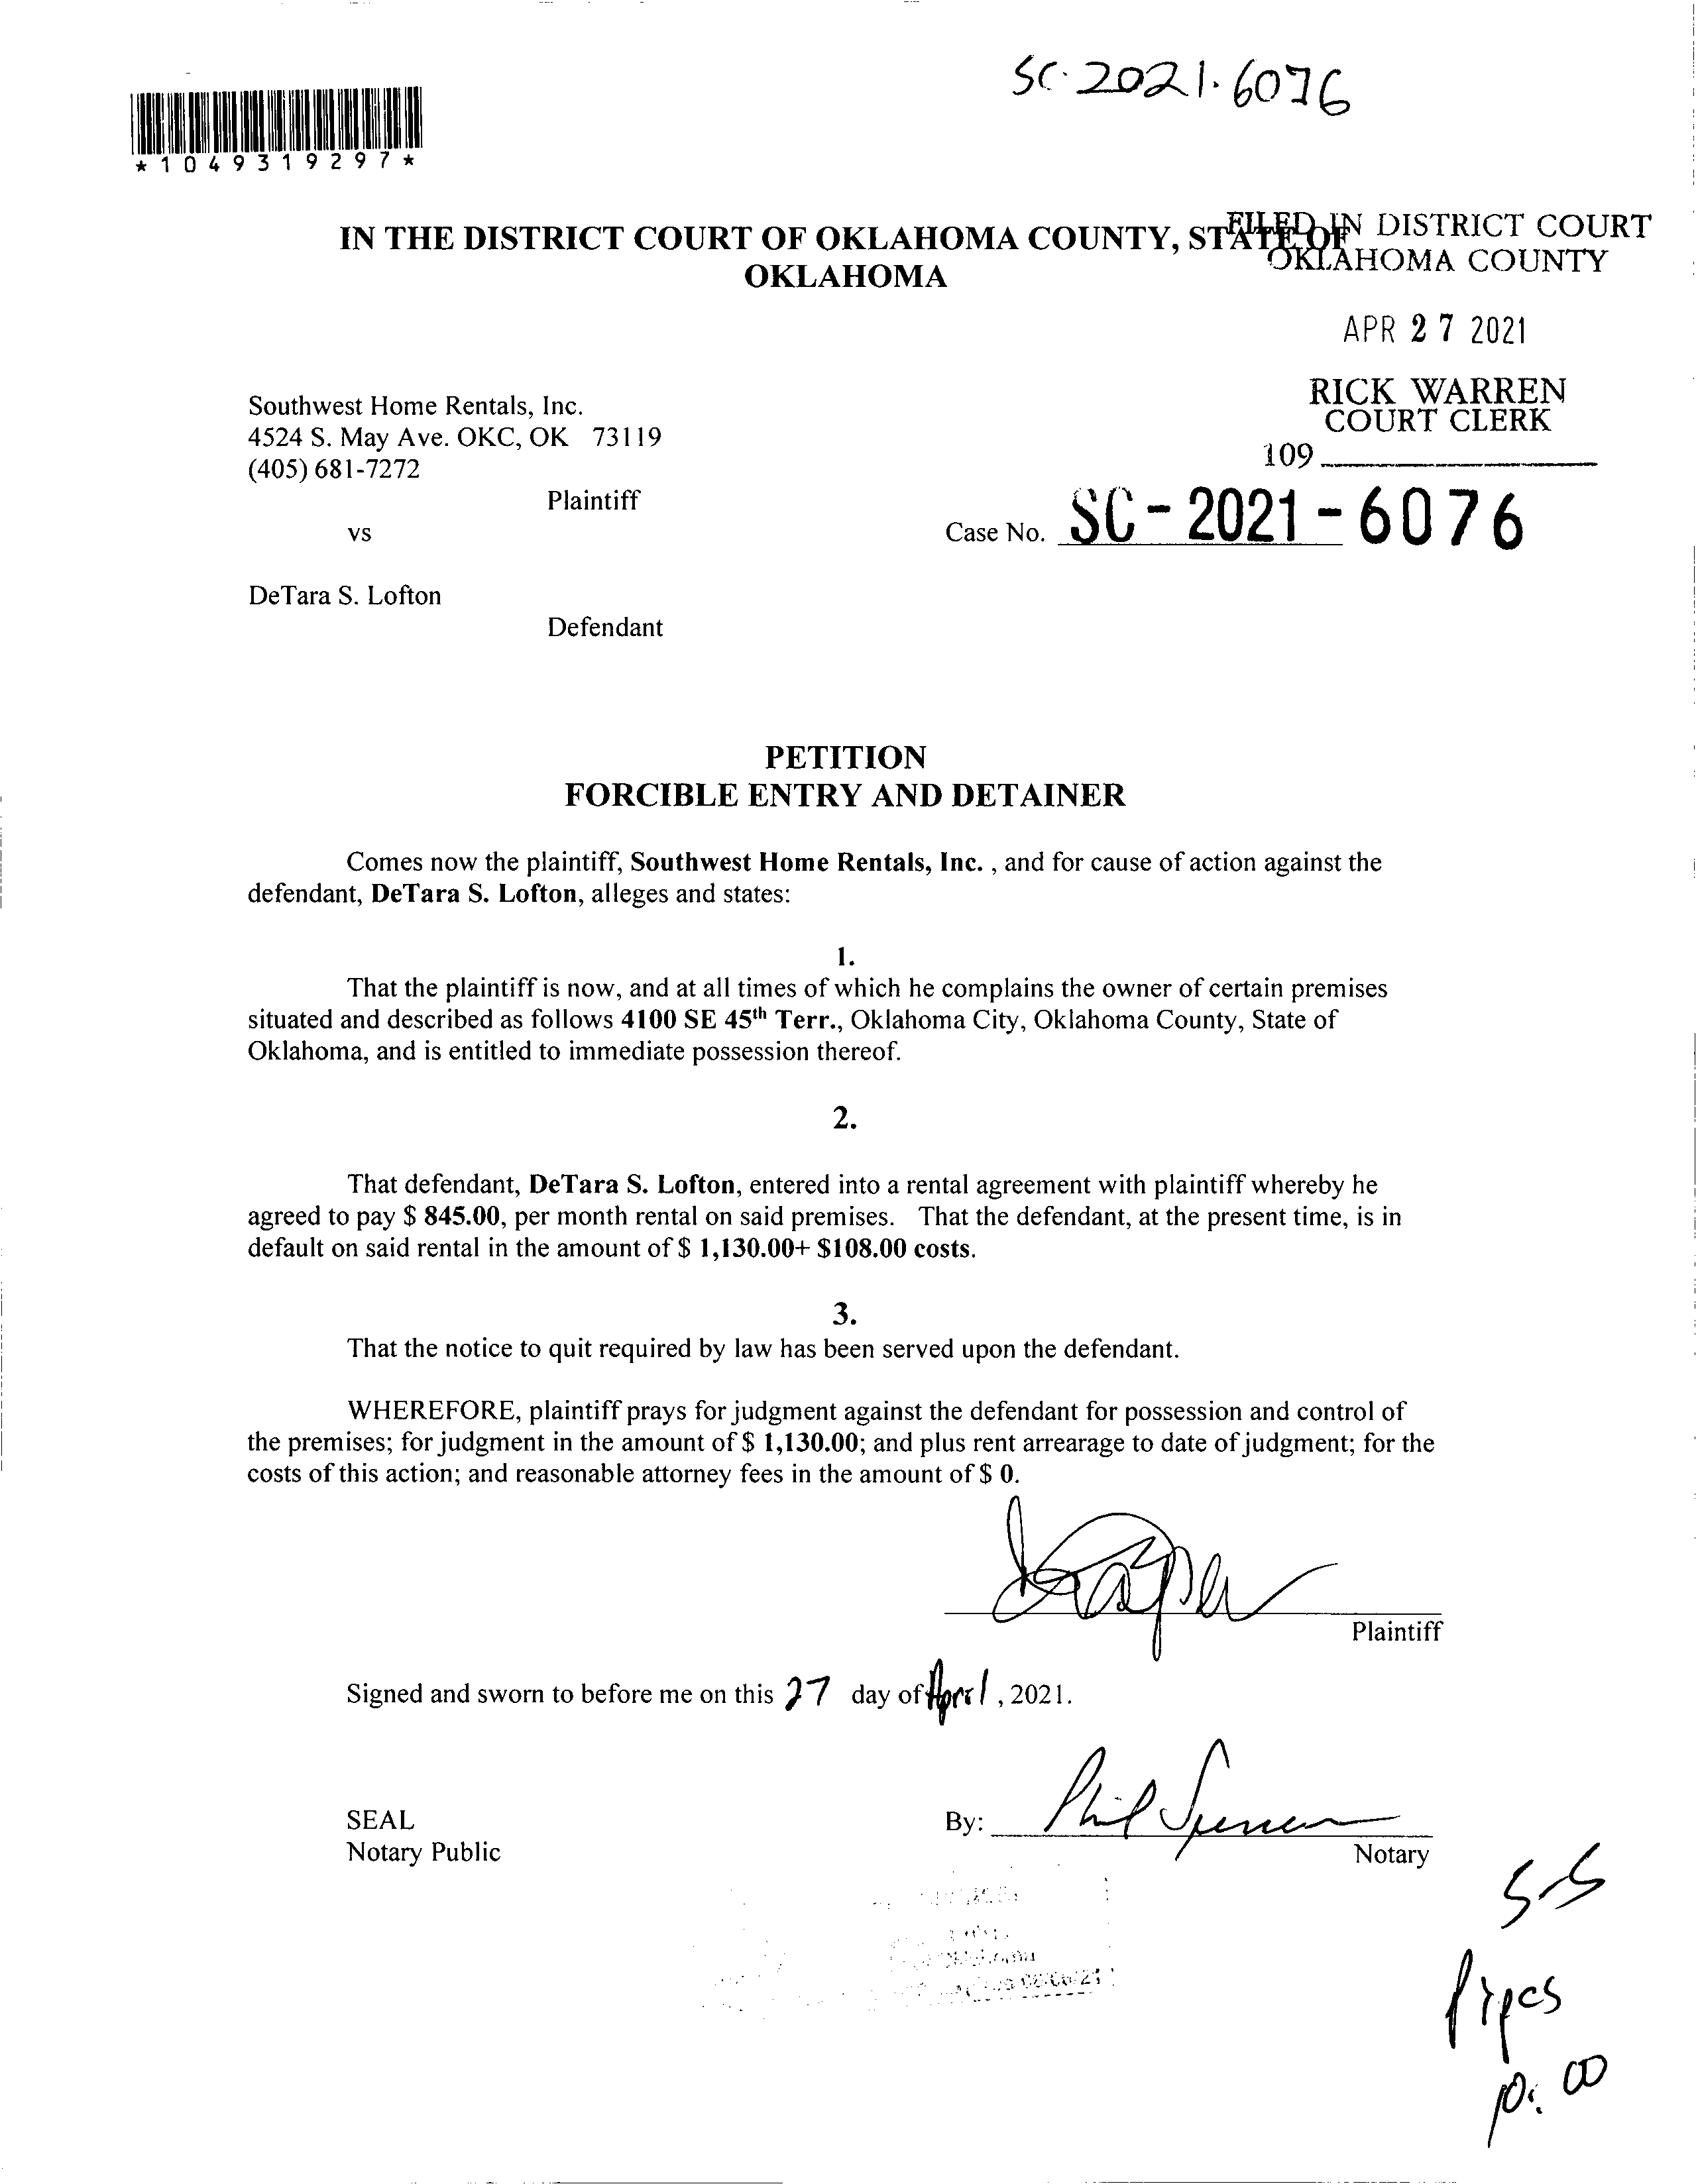 SC-2021-6076
*1049319297*
IN THE DISTRICT COURT OF OKLAHOMA COUNTY, STATE OF
OKLAHOMA
FILED IN DISTRICT COURT
OKLAHOMA COUNTY
APR 27 2021
RICK WARREN
COURT CLERK
109
Southwest Home Rentals, Inc.
4524 S. May Ave. OKC, OK 73119
(405) 681-7272
Plaintiff
vs
Case No. SC-2021-6076
DeTara S. Lofton
Defendant
PETITION
FORCIBLE ENTRY AND DETAINER
Comes now the plaintiff, Southwest Home Rentals, Inc. , and for cause of action against the
defendant, DeTara S. Lofton, alleges and states:
1.
That the plaintiff is now, and at all times of which he complains the owner of certain premises
situated and described as follows 4100 SE 45th Terr., Oklahoma City, Oklahoma County, State of
Oklahoma, and is entitled to immediate possession thereof.
2.
That defendant, DeTara S. Lofton, entered into a rental agreement with plaintiff whereby he
agreed to pay $ 845.00, per month rental on said premises. That the defendant, at the present time, is in
default on said rental in the amount of $ 1,130.00+ $108.00 costs.
3.
That the notice to quit required by law has been served upon the defendant.
WHEREFORE, plaintiff prays for judgment against the defendant for possession and control of
the premises; for judgment in the amount of $ 1,130.00; and plus rent arrearage to date of judgment; for the
costs of this action; and reasonable attorney fees in the amount of $ 0.
Plaintiff
Signed and sworn to before me on this 27 day of April , 2021.
SEAL
By: Phil Spencer
Notary Public
Notary